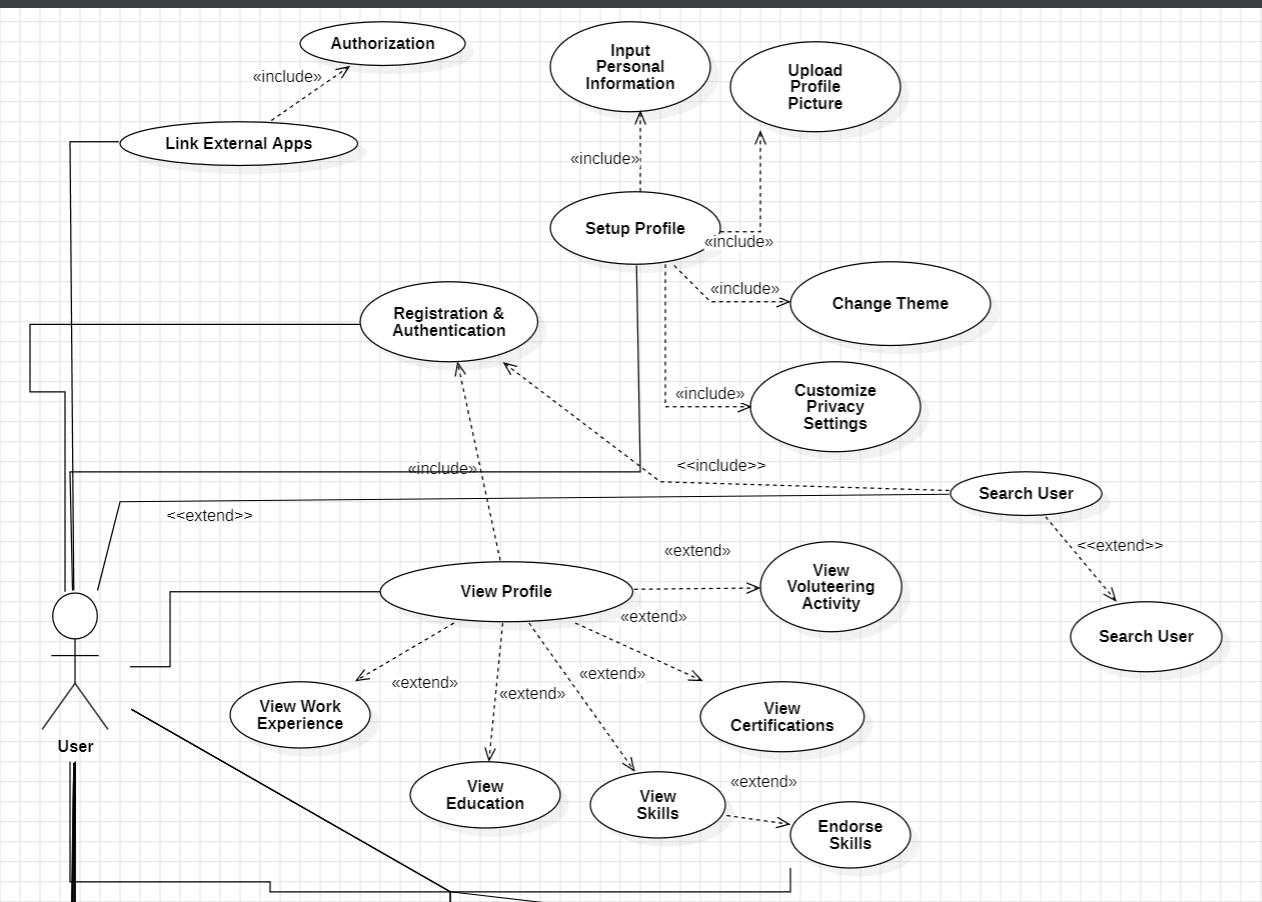 Authorization
«include»
Link External Apps
Input
Personal
Information
Upload
Profile
Picture
«include»
Setup Profile
«include»
«include»
Change Theme
Registration &
Authentication
«include»
Customize
Privacy
Settings
«include»
<<include>>
Search User
<<extend>>
<<extend>>
«extend»
View
Voluteering
Activity
View Profile
«extend»
Search User
«extend»
«extend»
«extend»
View Work
Experience
View
Certifications
User
View
Education
View
Skills
«extend»
Endorse
Skills